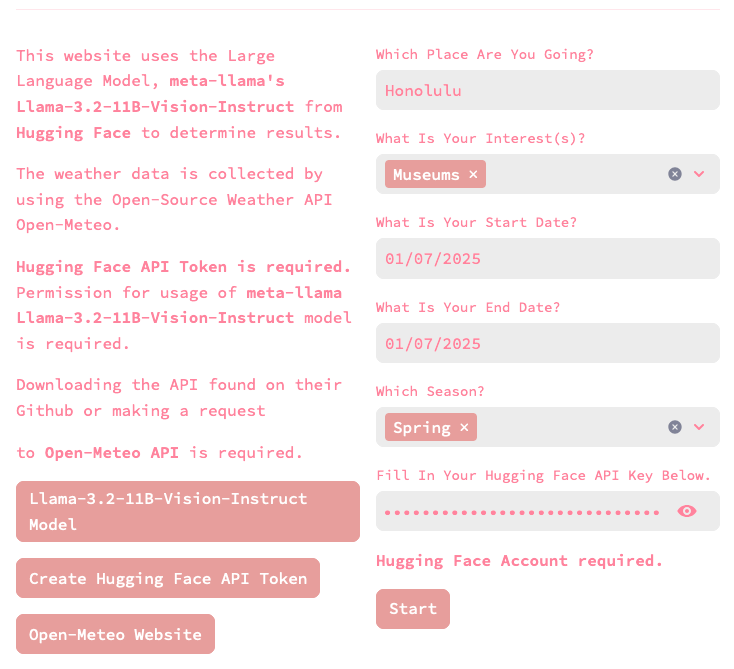 This website uses the Large
Language Model, meta-llama's
Llama-3.2-11B-Vision-Instruct from
Hugging Face to determine results.
The weather data is collected by
using the Open-Source Weather API
Open-Meteo.
Hugging Face API Token is required.
Permission for usage of meta-llama
Llama-3.2-11B-Vision-Instruct model
is required.
Downloading the API found on their
Github or making a request
to Open-Meteo API is required.
Llama-3.2-11B-Vision-Instruct
Model
Create Hugging Face API Token
Open-Meteo Website
Which Place Are You Going?
Honolulu
What Is Your Interest(s)?
Museums ×
What Is Your Start Date?
01/07/2025
What Is Your End Date?
01/07/2025
Which Season?
Spring ×
Fill In Your Hugging Face API Key Below.
Hugging Face Account required.
Start